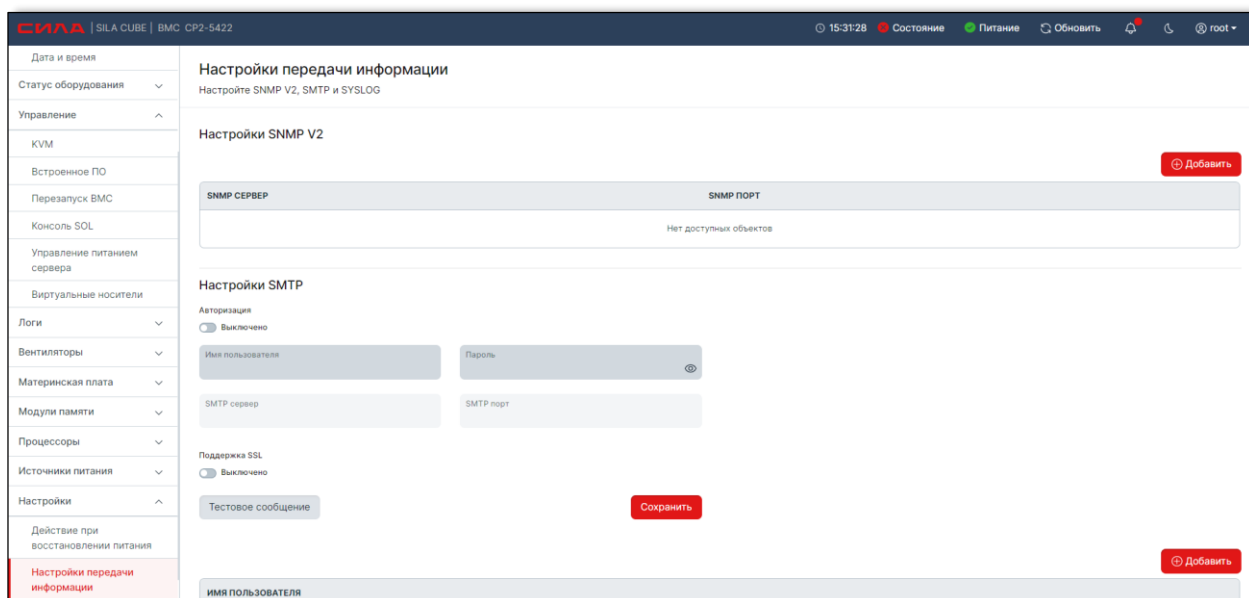 СИЛА | SILA CUBE | BMC CP2-5422
15:31:28 Состояние Питание Обновить root
Дата и время
Статус оборудования
Управление
KVM
Встроенное ПО
Перезапуск BMC
Консоль SOL
Управление питанием
сервера
Виртуальные носители
Логи
Вентиляторы
Материнская плата
Модули памяти
Процессоры
Источники питания
Настройки
Действие при
восстановлении питания
Настройки передачи
информации
Настройки передачи информации
Настройте SNMP V2, SMTP и SYSLOG
Настройки SNMP V2
Добавить
SNMP СЕРВЕР SNMP ПОРТ
Нет доступных объектов
Настройки SMTP
Авторизация
Выключено
Имя пользователя Пароль
SMTP сервер SMTP порт
Поддержка SSL
Выключено
Тестовое сообщение Сохранить
Добавить
ИМЯ ПОЛЬЗОВАТЕЛЯ